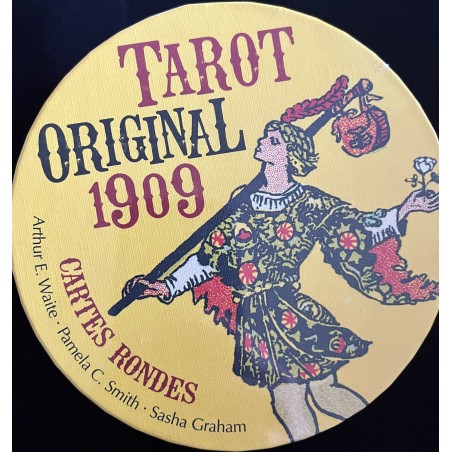 TAROT
ORIGINAL
1909
CARTES RONDES
Arthur E. Waite · Pamela C. Smith · Sasha Graham